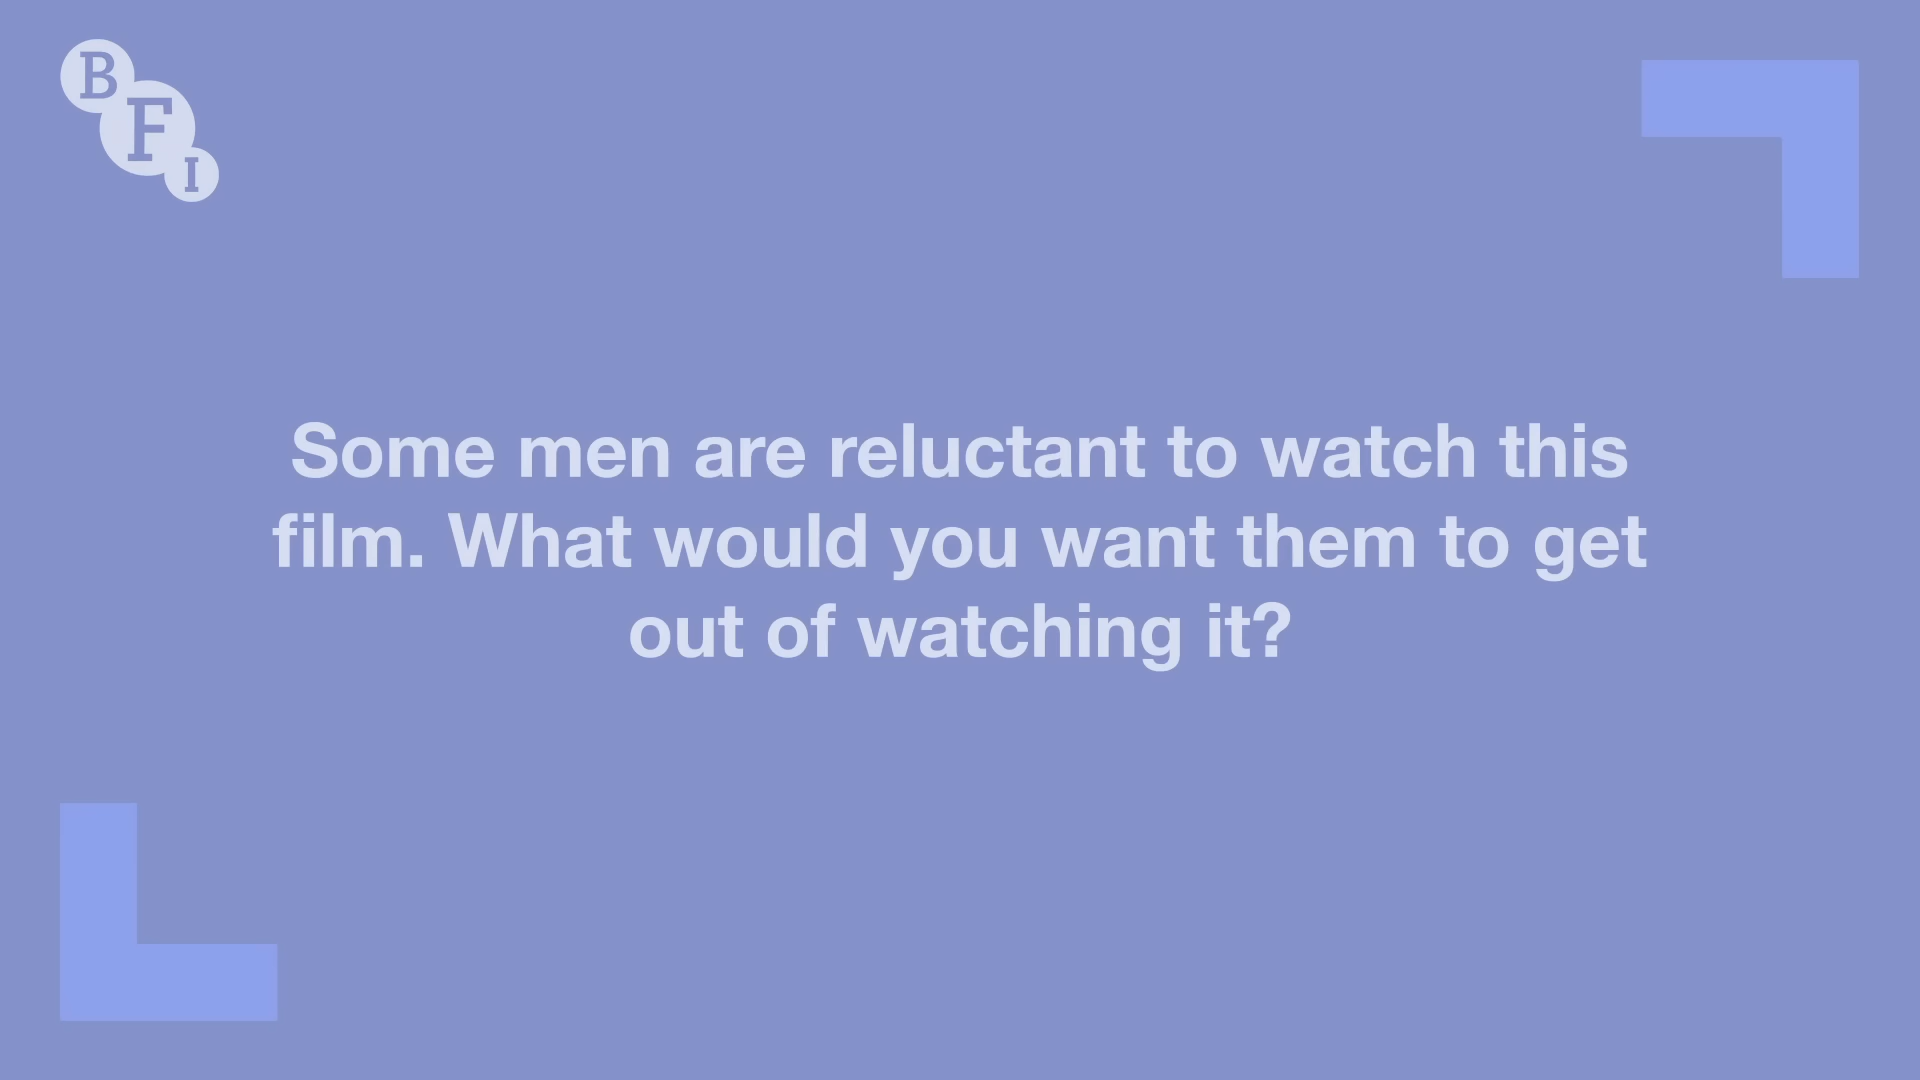 BFI
Some men are reluctant to watch this
film. What would you want them to get
out of watching it?